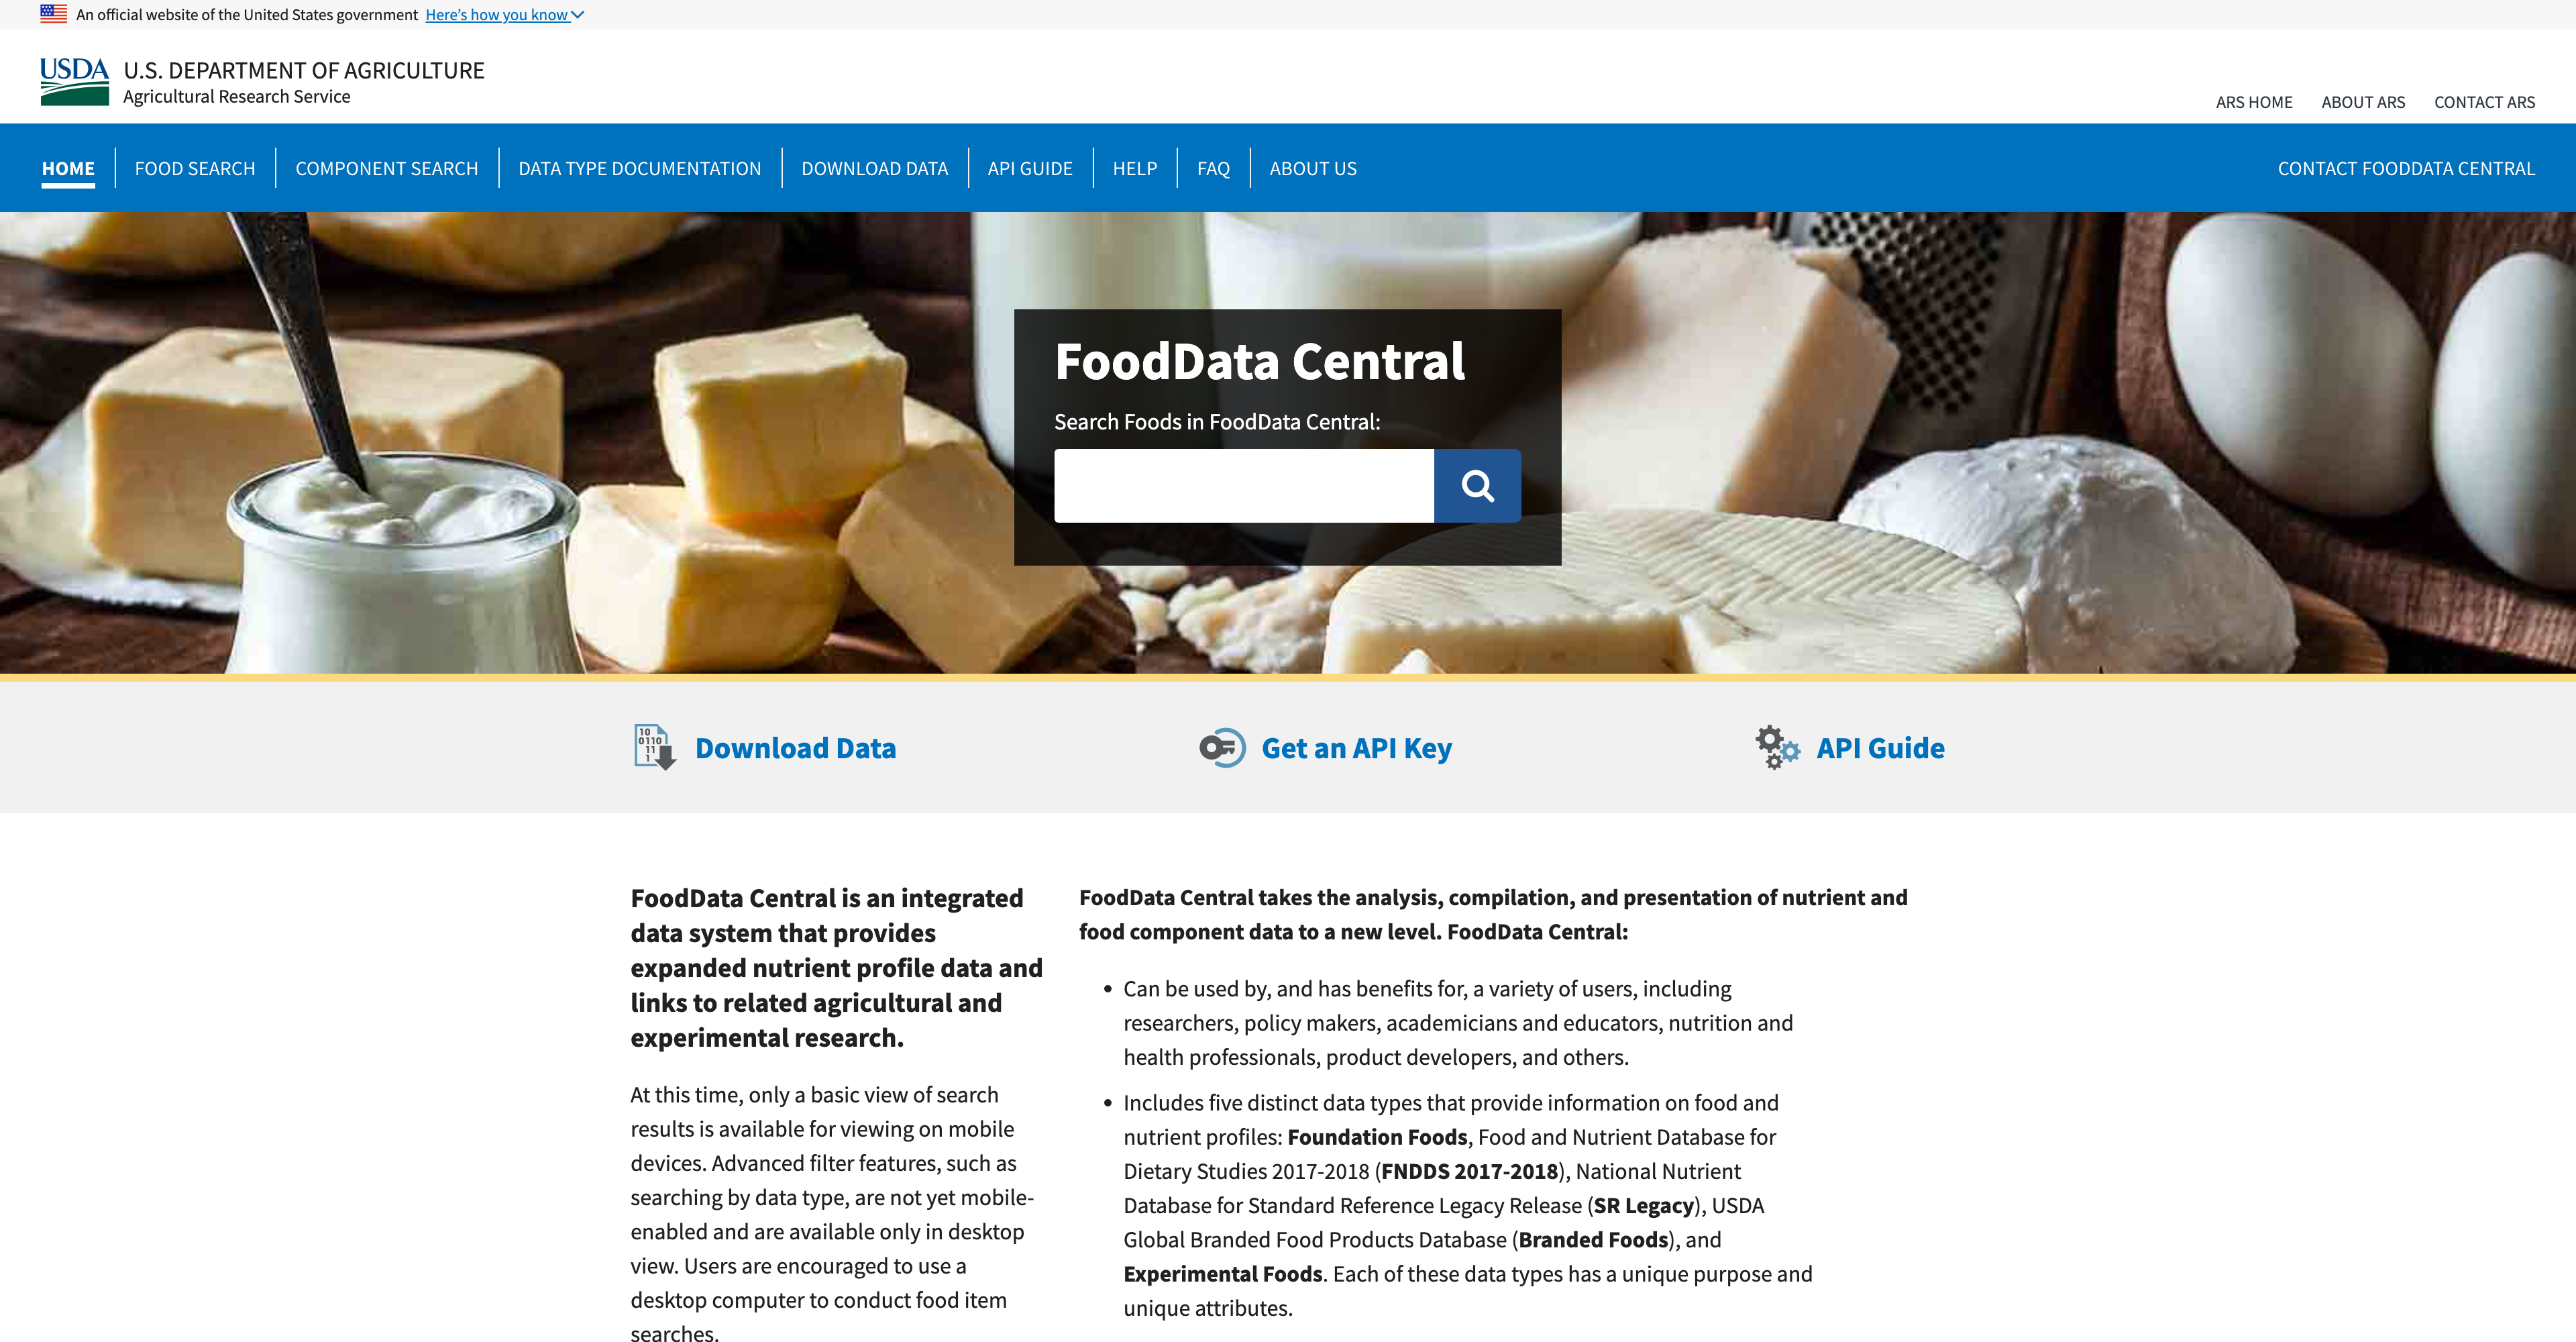 An official website of the United States government Here's how you know
USDA
U.S. DEPARTMENT OF AGRICULTURE
Agricultural Research Service
ARS HOME ABOUT ARS CONTACT ARS
HOME FOOD SEARCH COMPONENT SEARCH DATA TYPE DOCUMENTATION DOWNLOAD DATA API GUIDE HELP FAQ ABOUT US CONTACT FOODDATA CENTRAL
FoodData Central
Search Foods in FoodData Central:
Download Data Get an API Key API Guide
FoodData Central is an integrated
data system that provides
expanded nutrient profile data and
links to related agricultural and
experimental research.
At this time, only a basic view of search
results is available for viewing on mobile
devices. Advanced filter features, such as
searching by data type, are not yet mobile-
enabled and are available only in desktop
view. Users are encouraged to use a
desktop computer to conduct food item
searches.
FoodData Central takes the analysis, compilation, and presentation of nutrient and
food component data to a new level. FoodData Central:
• Can be used by, and has benefits for, a variety of users, including
researchers, policy makers, academicians and educators, nutrition and
health professionals, product developers, and others.
• Includes five distinct data types that provide information on food and
nutrient profiles: Foundation Foods, Food and Nutrient Database for
Dietary Studies 2017-2018 (FNDDS 2017-2018), National Nutrient
Database for Standard Reference Legacy Release (SR Legacy), USDA
Global Branded Food Products Database (Branded Foods), and
Experimental Foods. Each of these data types has a unique purpose and
unique attributes.